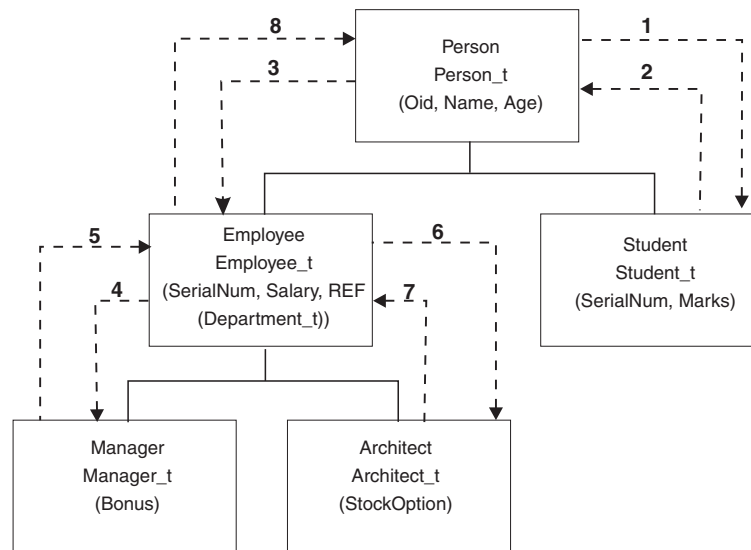 8
1
3
2
Person
Person_t
(Oid, Name, Age)
5
6
4
7
Employee
Employee_t
(SerialNum, Salary, REF
(Department_t))
Student
Student_t
(SerialNum, Marks)
Manager
Manager_t
(Bonus)
Architect
Architect_t
(StockOption)